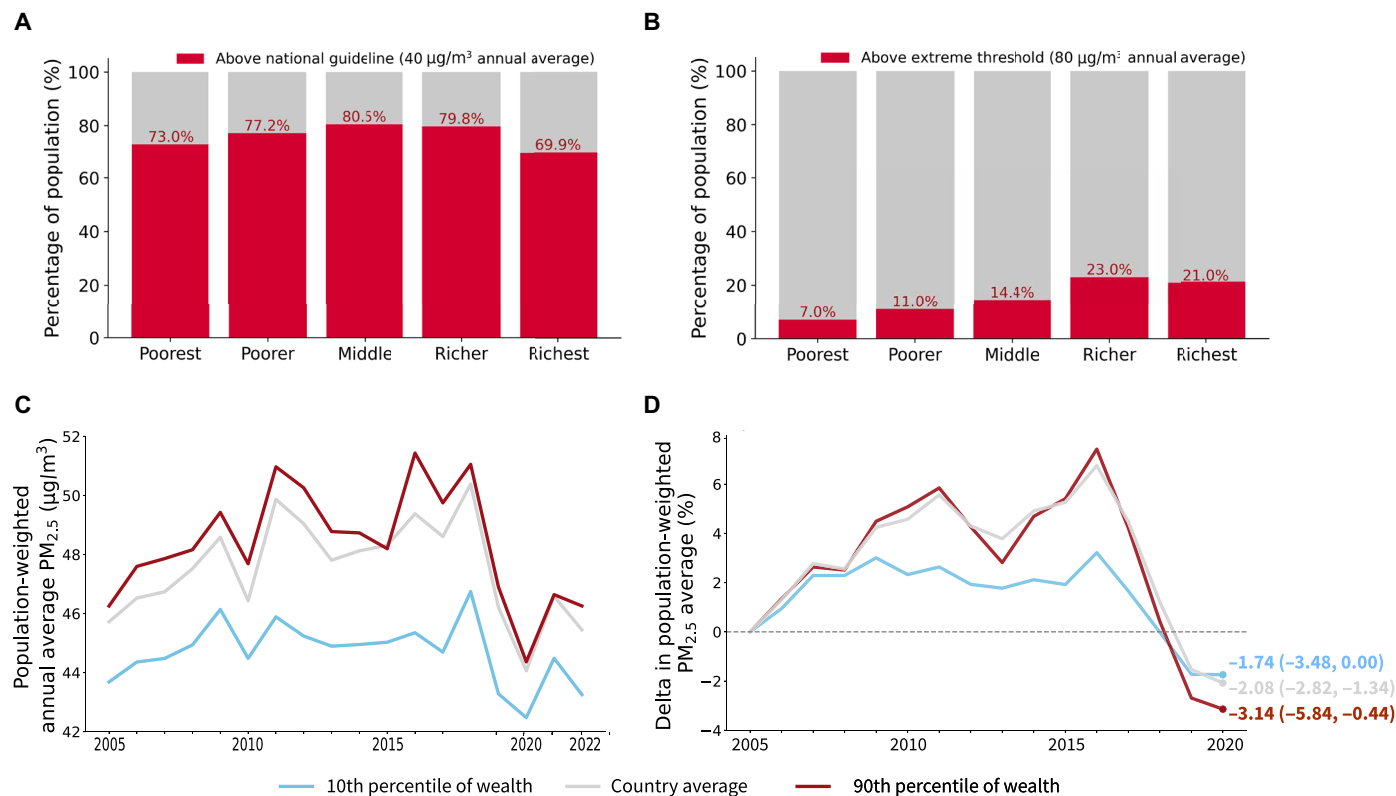 A
Above national guideline (40 µg/m³ annual average)
Percentage of population (%)
100
80
60
40
20
0
73.0%
77.2%
80.5%
79.8%
69.9%
Poorest
Poorer
Middle
Richer
Richest
B
Above extreme threshold (80 µg/m³ annual average)
Percentage of population (%)
100
80
60
40
20
0
7.0%
11.0%
14.4%
23.0%
21.0%
Poorest
Poorer
Middle
Richer
Richest
C
Population-weighted
annual average PM2.5 (µg/m³)
52
50
48
46
44
42
2005
2010
2015
2020
2022
D
Delta in population-weighted
PM2.5 average (%)
8
6
4
2
0
−2
−4
2005
2010
2015
2020
−1.74 (−3.48, 0.00)
−2.08 (−2.82, −1.34)
−3.14 (−5.84, −0.44)
10th percentile of wealth
Country average
90th percentile of wealth